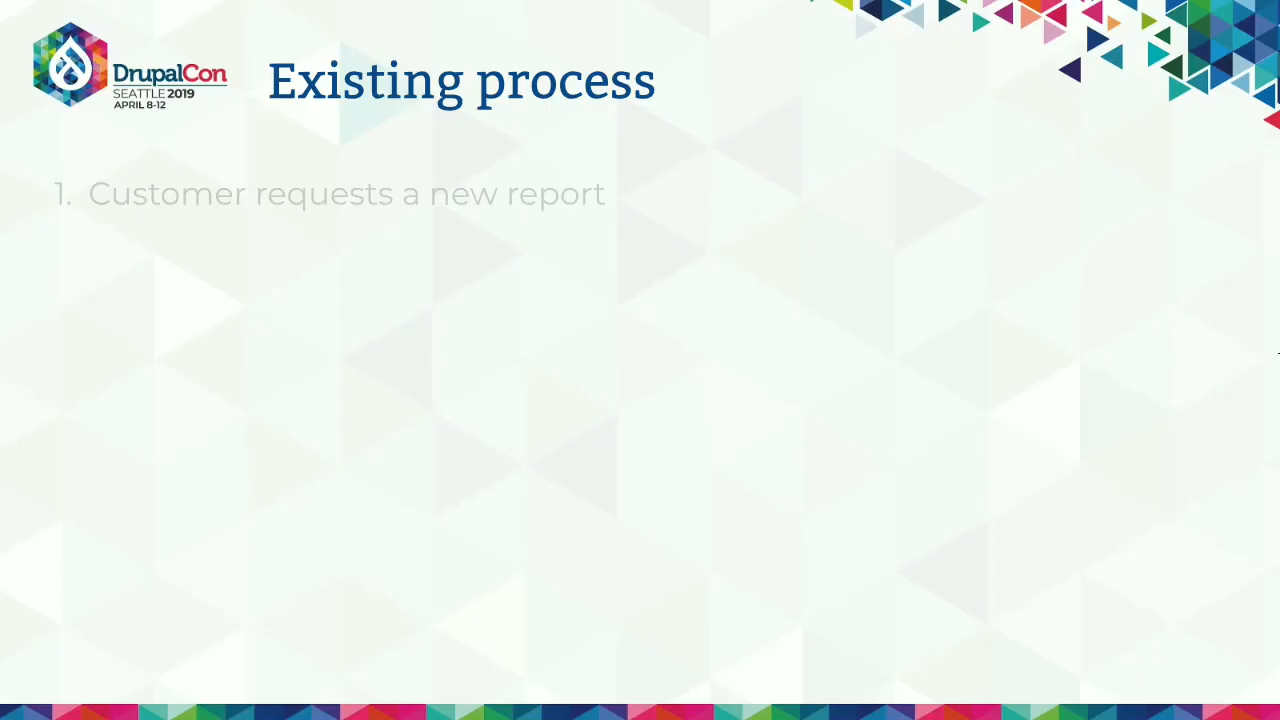 DrupalCon
SEATTLE 2019
APRIL 8-12
Existing process
1. Customer requests a new report